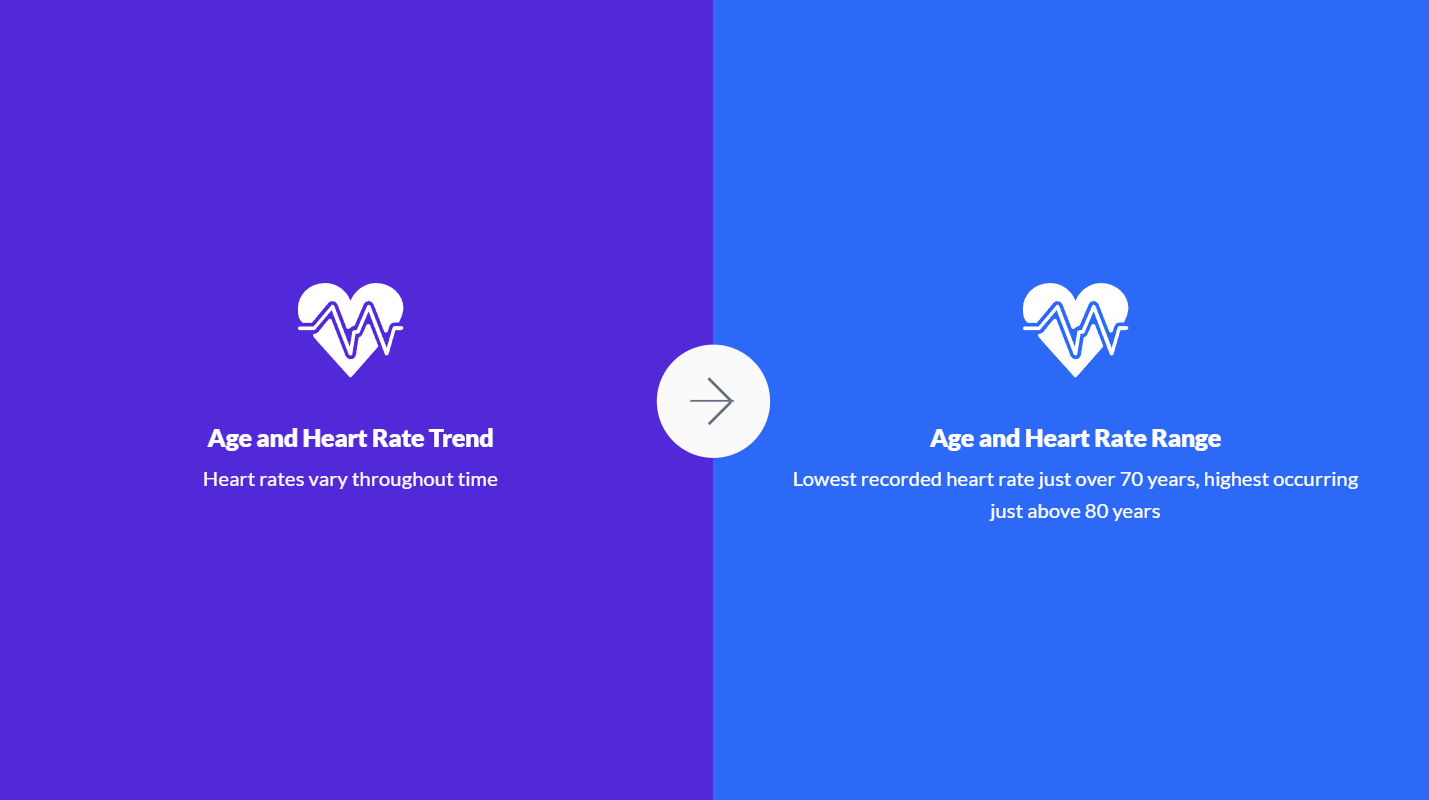 Age and Heart Rate Trend
Heart rates vary throughout time
Age and Heart Rate Range
Lowest recorded heart rate just over 70 years, highest occurring
just above 80 years